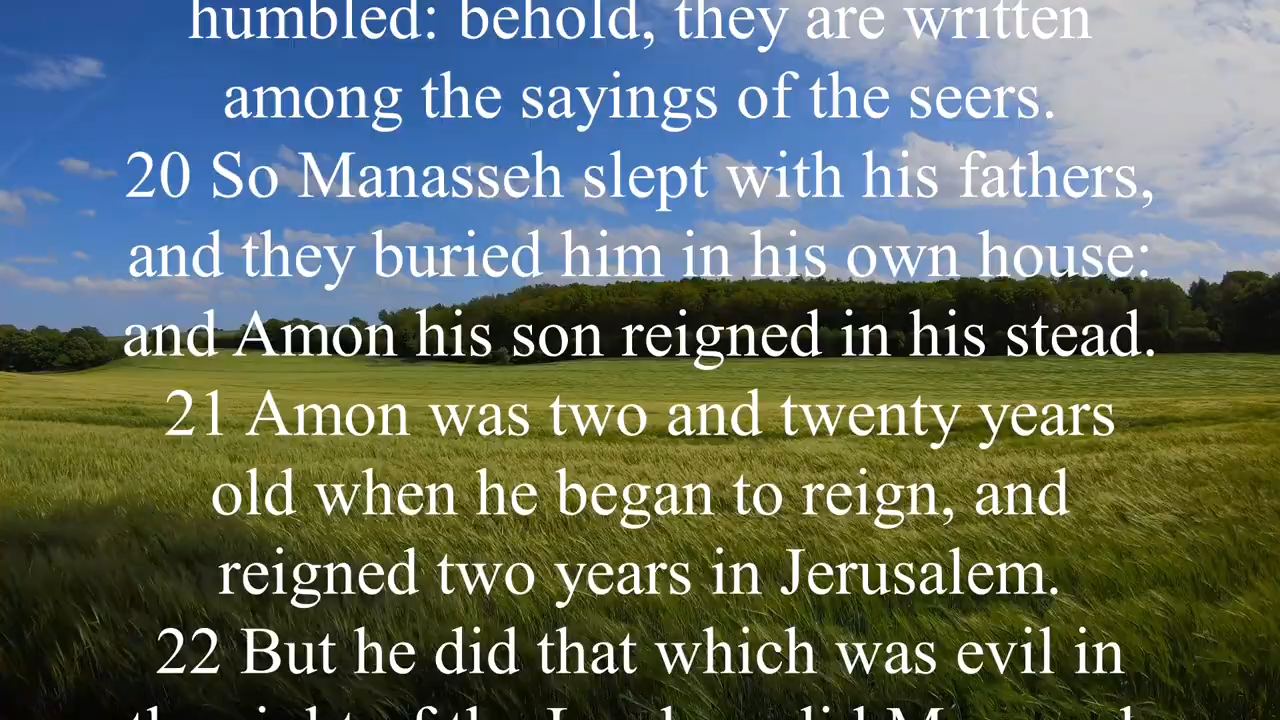 humbled: behold, they are written
among the sayings of the seers.
20 So Manasseh slept with his fathers,
and they buried him in his own house:
and Amon his son reigned in his stead.
21 Amon was two and twenty years
old when he began to reign, and
reigned two years in Jerusalem.
22 But he did that which was evil in